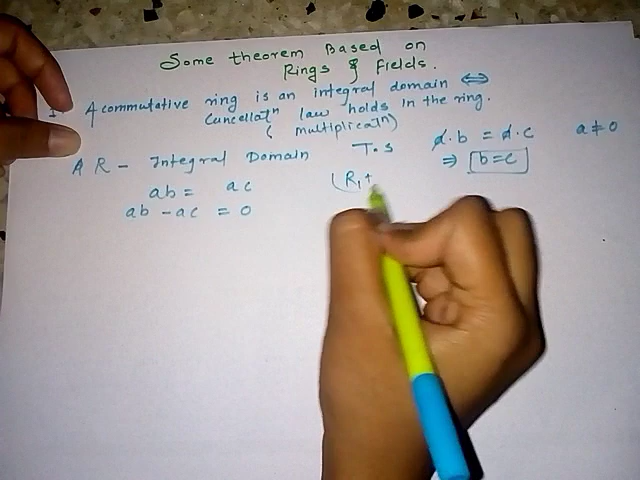 Some theorem Based on
Rings & Fields.
1. A commutative ring is an integral domain ⇔
Cancellatⁿ law holds in the ring.
( multiplicatⁿ)
A R - Integral Domain T.S a.b = a.c a ≠ 0
⇒ b=c
ab = ac (R,+
ab - ac = 0